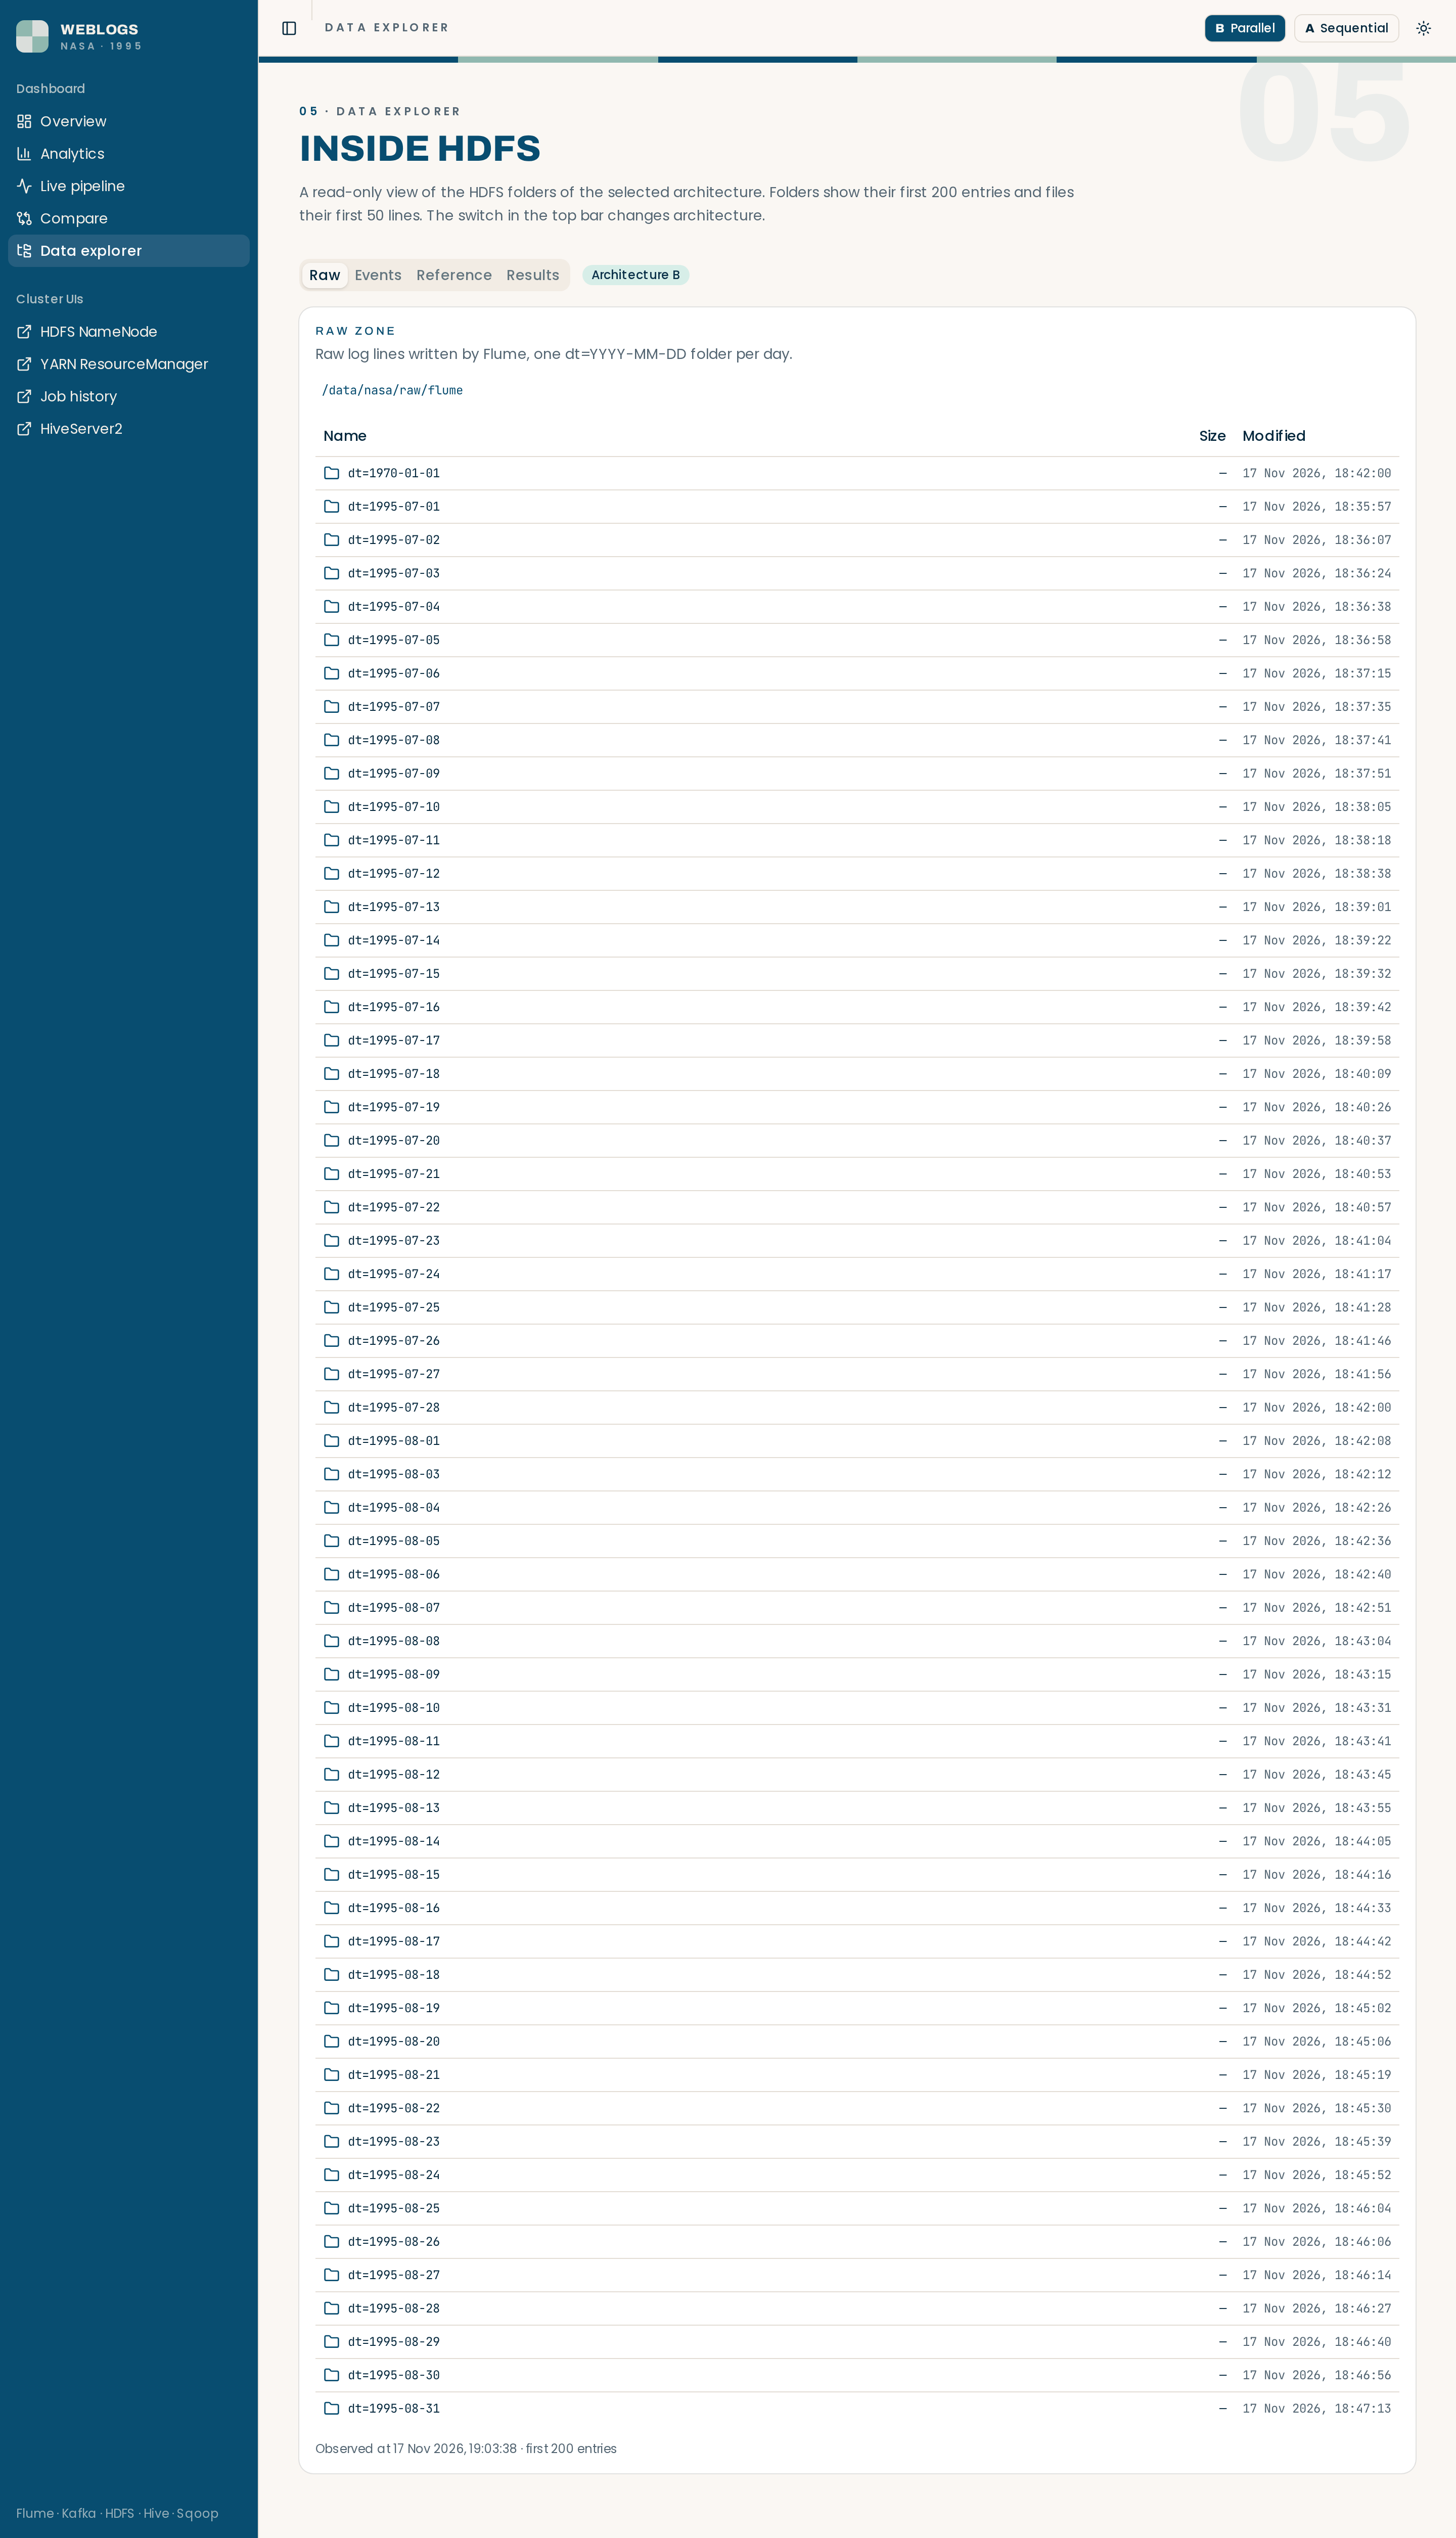 WEBLOGS
NASA · 1995
Dashboard
Overview
Analytics
Live pipeline
Compare
Data explorer
Cluster UIs
HDFS NameNode
YARN ResourceManager
Job history
HiveServer2
Flume · Kafka · HDFS · Hive · Sqoop
DATA EXPLORER
B Parallel
A Sequential
05
05 · DATA EXPLORER
INSIDE HDFS
A read-only view of the HDFS folders of the selected architecture. Folders show their first 200 entries and files
their first 50 lines. The switch in the top bar changes architecture.
Raw Events Reference Results Architecture B
RAW ZONE
Raw log lines written by Flume, one dt=YYYY-MM-DD folder per day.
/data/nasa/raw/flume
Name Size Modified
dt=1970-01-01 — 17 Nov 2026, 18:42:00
dt=1995-07-01 — 17 Nov 2026, 18:35:57
dt=1995-07-02 — 17 Nov 2026, 18:36:07
dt=1995-07-03 — 17 Nov 2026, 18:36:24
dt=1995-07-04 — 17 Nov 2026, 18:36:38
dt=1995-07-05 — 17 Nov 2026, 18:36:58
dt=1995-07-06 — 17 Nov 2026, 18:37:15
dt=1995-07-07 — 17 Nov 2026, 18:37:35
dt=1995-07-08 — 17 Nov 2026, 18:37:41
dt=1995-07-09 — 17 Nov 2026, 18:37:51
dt=1995-07-10 — 17 Nov 2026, 18:38:05
dt=1995-07-11 — 17 Nov 2026, 18:38:18
dt=1995-07-12 — 17 Nov 2026, 18:38:38
dt=1995-07-13 — 17 Nov 2026, 18:39:01
dt=1995-07-14 — 17 Nov 2026, 18:39:22
dt=1995-07-15 — 17 Nov 2026, 18:39:32
dt=1995-07-16 — 17 Nov 2026, 18:39:42
dt=1995-07-17 — 17 Nov 2026, 18:39:58
dt=1995-07-18 — 17 Nov 2026, 18:40:09
dt=1995-07-19 — 17 Nov 2026, 18:40:26
dt=1995-07-20 — 17 Nov 2026, 18:40:37
dt=1995-07-21 — 17 Nov 2026, 18:40:53
dt=1995-07-22 — 17 Nov 2026, 18:40:57
dt=1995-07-23 — 17 Nov 2026, 18:41:04
dt=1995-07-24 — 17 Nov 2026, 18:41:17
dt=1995-07-25 — 17 Nov 2026, 18:41:28
dt=1995-07-26 — 17 Nov 2026, 18:41:46
dt=1995-07-27 — 17 Nov 2026, 18:41:56
dt=1995-07-28 — 17 Nov 2026, 18:42:00
dt=1995-08-01 — 17 Nov 2026, 18:42:08
dt=1995-08-03 — 17 Nov 2026, 18:42:12
dt=1995-08-04 — 17 Nov 2026, 18:42:26
dt=1995-08-05 — 17 Nov 2026, 18:42:36
dt=1995-08-06 — 17 Nov 2026, 18:42:40
dt=1995-08-07 — 17 Nov 2026, 18:42:51
dt=1995-08-08 — 17 Nov 2026, 18:43:04
dt=1995-08-09 — 17 Nov 2026, 18:43:15
dt=1995-08-10 — 17 Nov 2026, 18:43:31
dt=1995-08-11 — 17 Nov 2026, 18:43:41
dt=1995-08-12 — 17 Nov 2026, 18:43:45
dt=1995-08-13 — 17 Nov 2026, 18:43:55
dt=1995-08-14 — 17 Nov 2026, 18:44:05
dt=1995-08-15 — 17 Nov 2026, 18:44:16
dt=1995-08-16 — 17 Nov 2026, 18:44:33
dt=1995-08-17 — 17 Nov 2026, 18:44:42
dt=1995-08-18 — 17 Nov 2026, 18:44:52
dt=1995-08-19 — 17 Nov 2026, 18:45:02
dt=1995-08-20 — 17 Nov 2026, 18:45:06
dt=1995-08-21 — 17 Nov 2026, 18:45:19
dt=1995-08-22 — 17 Nov 2026, 18:45:30
dt=1995-08-23 — 17 Nov 2026, 18:45:39
dt=1995-08-24 — 17 Nov 2026, 18:45:52
dt=1995-08-25 — 17 Nov 2026, 18:46:04
dt=1995-08-26 — 17 Nov 2026, 18:46:06
dt=1995-08-27 — 17 Nov 2026, 18:46:14
dt=1995-08-28 — 17 Nov 2026, 18:46:27
dt=1995-08-29 — 17 Nov 2026, 18:46:40
dt=1995-08-30 — 17 Nov 2026, 18:46:56
dt=1995-08-31 — 17 Nov 2026, 18:47:13
Observed at 17 Nov 2026, 19:03:38 · first 200 entries